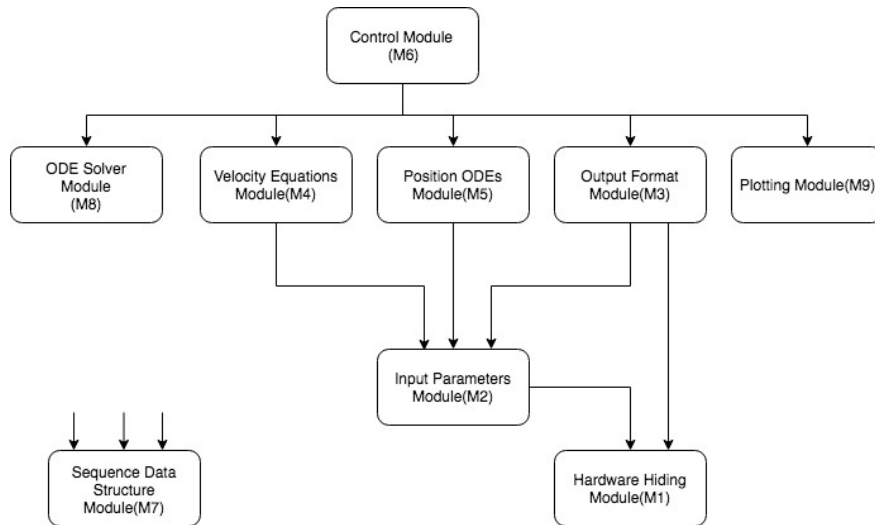 Control Module
(M6)
ODE Solver
Module
(M8)
Velocity Equations
Module(M4)
Position ODEs
Module(M5)
Output Format
Module(M3)
Plotting Module(M9)
Input Parameters
Module(M2)
Sequence Data
Structure
Module(M7)
Hardware Hiding
Module(M1)